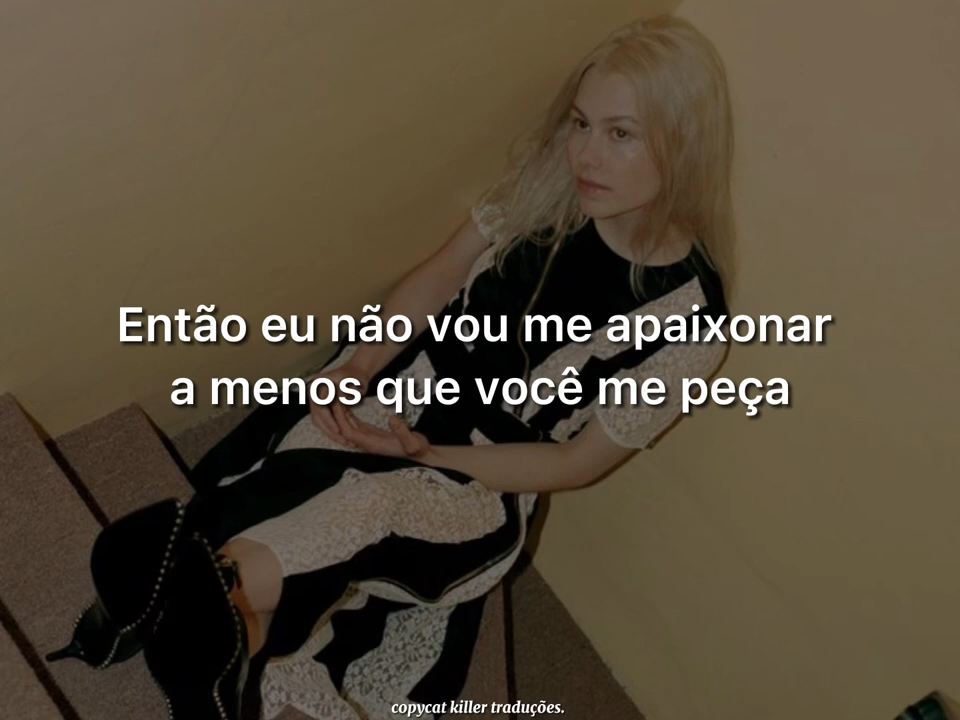 Então eu não vou me apaixonar
a menos que você me peça
copycat killer traduções.